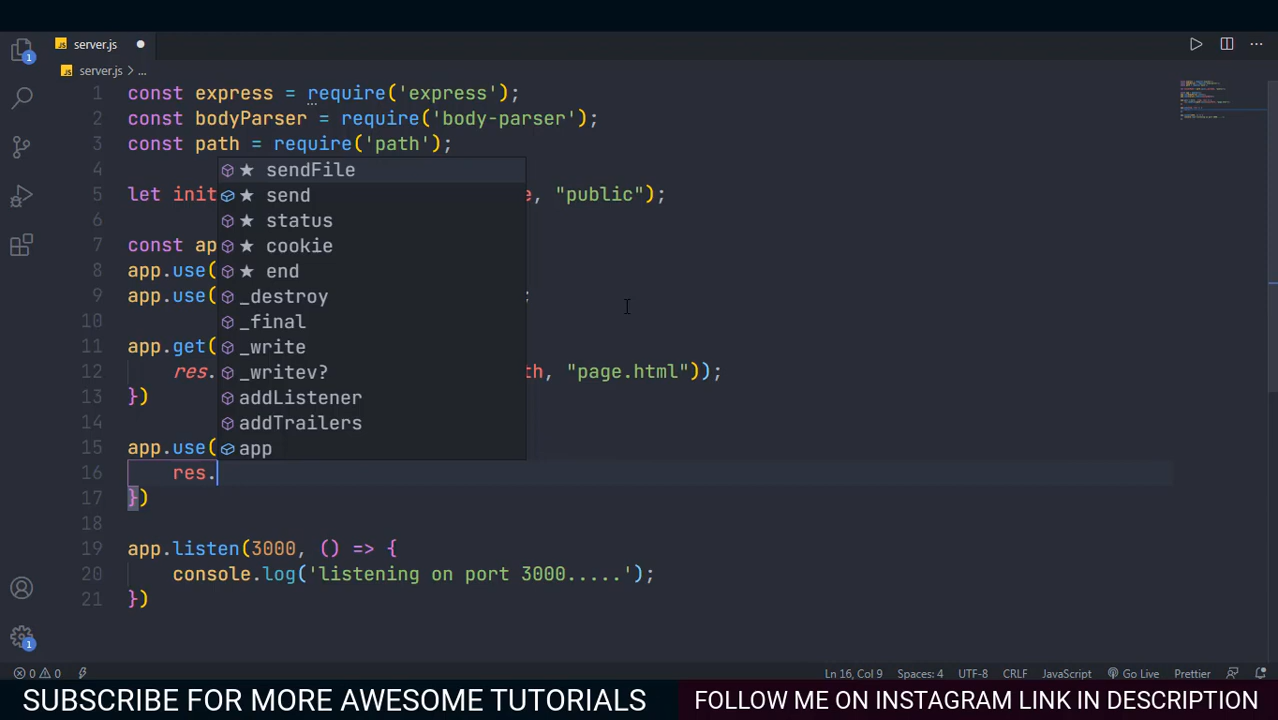 server.js
server.js > ...
1 const express = require('express');
2 const bodyParser = require('body-parser');
3 const path = require('path');
4
5 let init e, "public");
6
7 const ap
8 app.use(
9 app.use( ;
10
11 app.get(
12 res. th, "page.html"));
13 })
14
15 app.use(
16 res.
17 })
18
19 app.listen(3000, () => {
20 console.log('listening on port 3000.....');
21 })
★ sendFile
★ send
★ status
★ cookie
★ end
_destroy
_final
_write
_writev?
addListener
addTrailers
app
1
1
0 0
Ln 16, Col 9 Spaces: 4 UTF-8 CRLF JavaScript Go Live Prettier
SUBSCRIBE FOR MORE AWESOME TUTORIALS
FOLLOW ME ON INSTAGRAM LINK IN DESCRIPTION